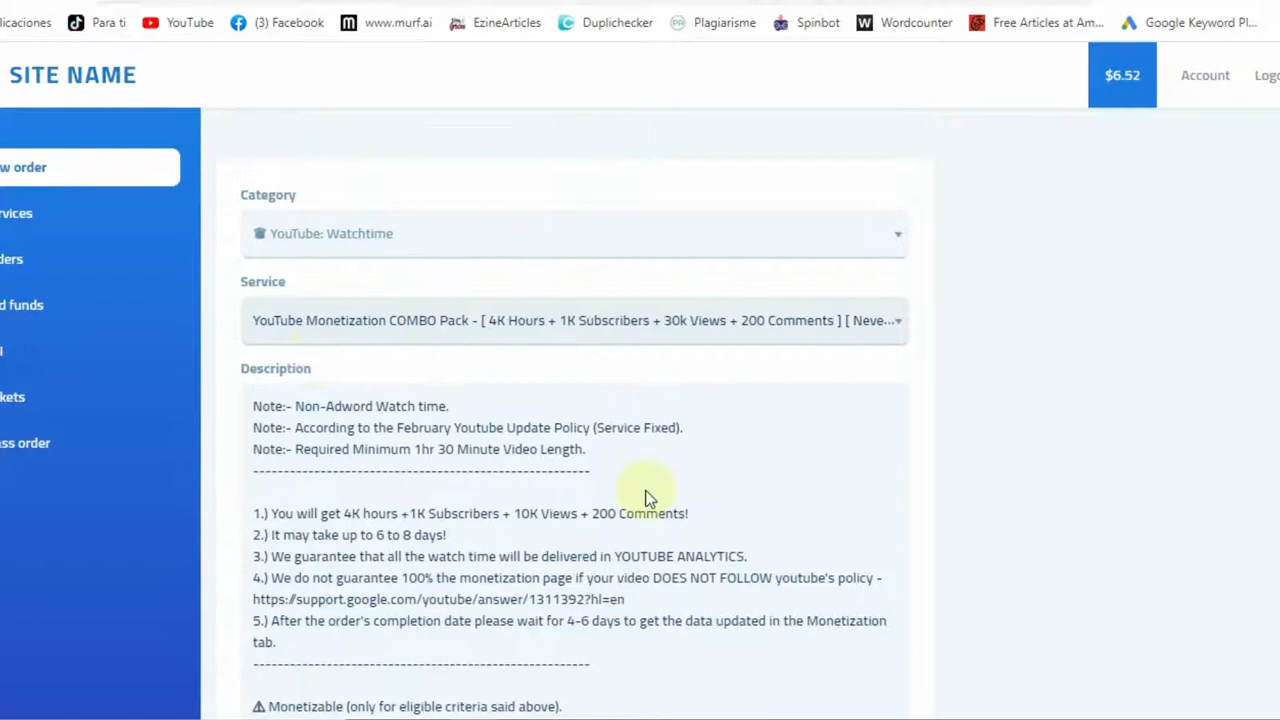 licaciones Para ti YouTube (3) Facebook www.murf.ai EzineArticles Duplichecker PR Plagiarisme Spinbot W Wordcounter Free Articles at Am... Google Keyword Pl...
SITE NAME
$6.52
Account
Logo
w order
rvices
ders
d funds
l
kets
ass order
Category
YouTube: Watchtime
Service
YouTube Monetization COMBO Pack - [ 4K Hours + 1K Subscribers + 30k Views + 200 Comments ] [ Neve...
Description
Note:- Non-Adword Watch time.
Note:- According to the February Youtube Update Policy (Service Fixed).
Note:- Required Minimum 1hr 30 Minute Video Length.
----------------------------------------------------
1.) You will get 4K hours +1K Subscribers + 10K Views + 200 Comments!
2.) It may take up to 6 to 8 days!
3.) We guarantee that all the watch time will be delivered in YOUTUBE ANALYTICS.
4.) We do not guarantee 100% the monetization page if your video DOES NOT FOLLOW youtube's policy -
https://support.google.com/youtube/answer/1311392?hl=en
5.) After the order's completion date please wait for 4-6 days to get the data updated in the Monetization
tab.
----------------------------------------------------
⚠ Monetizable (only for eligible criteria said above).